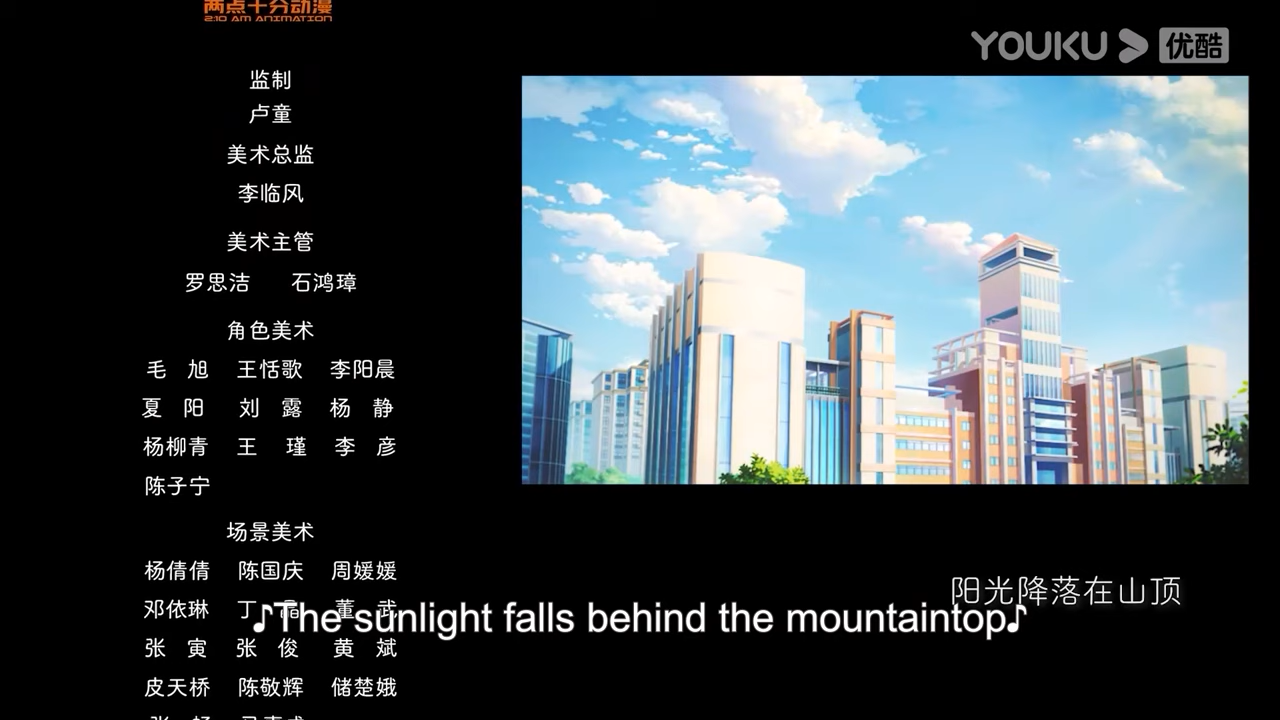 两点十分动漫
2:10 AM ANIMATION
YOUKU 优酷
监制
卢童
美术总监
李临风
美术主管
罗思洁 石鸿璋
角色美术
毛 旭 王恬歌 李阳晨
夏 阳 刘 露 杨 静
杨柳青 王 瑾 李 彦
陈子宁
场景美术
杨倩倩 陈国庆 周媛媛
邓依琳 丁 晶 董 武
张 寅 张 俊 黄 斌
皮天桥 陈敬辉 储楚娥
阳光降落在山顶
♪The sunlight falls behind the mountaintop♪